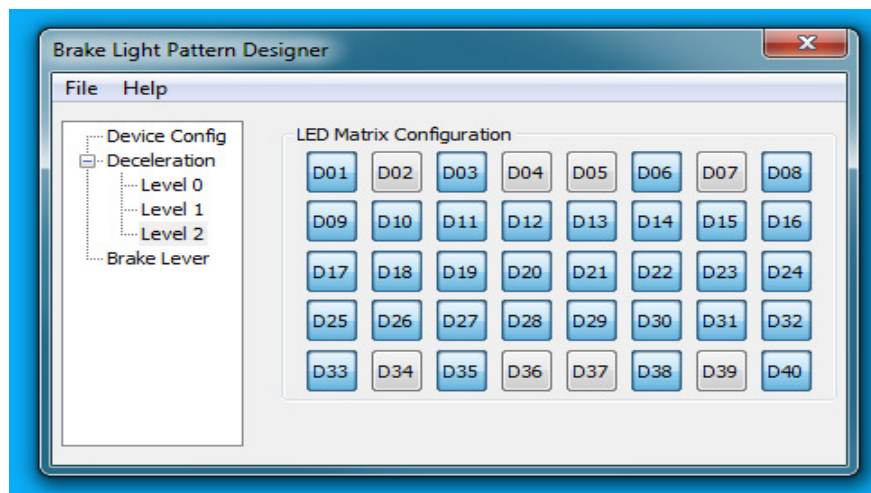 Brake Light Pattern Designer
File Help
Device Config
Deceleration
Level 0
Level 1
Level 2
Brake Lever
LED Matrix Configuration
D01 D02 D03 D04 D05 D06 D07 D08
D09 D10 D11 D12 D13 D14 D15 D16
D17 D18 D19 D20 D21 D22 D23 D24
D25 D26 D27 D28 D29 D30 D31 D32
D33 D34 D35 D36 D37 D38 D39 D40